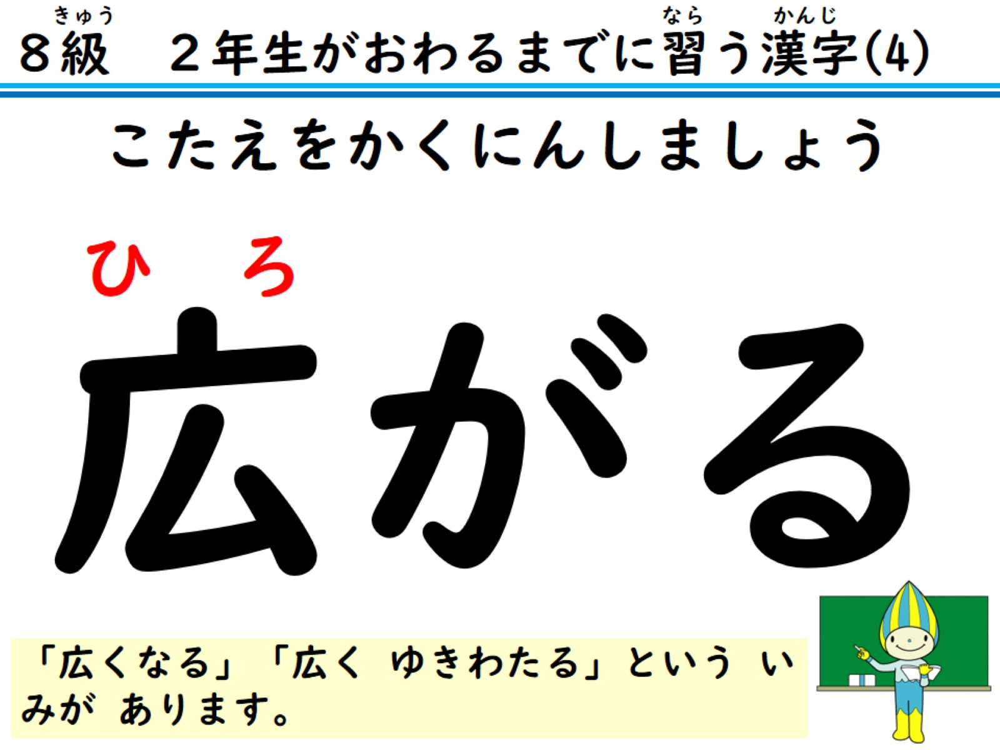 きゅう なら かんじ
8級 2年生がおわるまでに習う漢字(4)
こたえをかくにんしましょう
ひろ
広がる
「広くなる」「広く ゆきわたる」という い
みが あります。